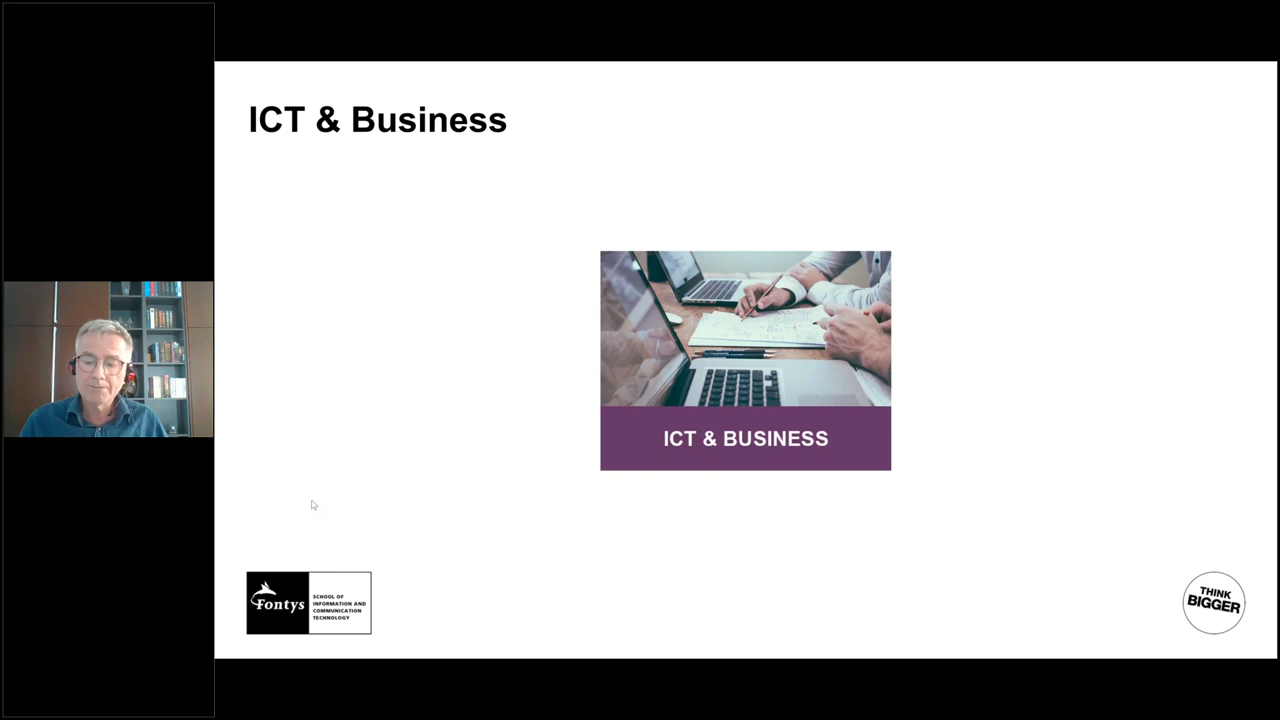 ICT & Business
ICT & BUSINESS
Fontys
SCHOOL OF
INFORMATION AND
COMMUNICATION
TECHNOLOGY
THINK
BIGGER